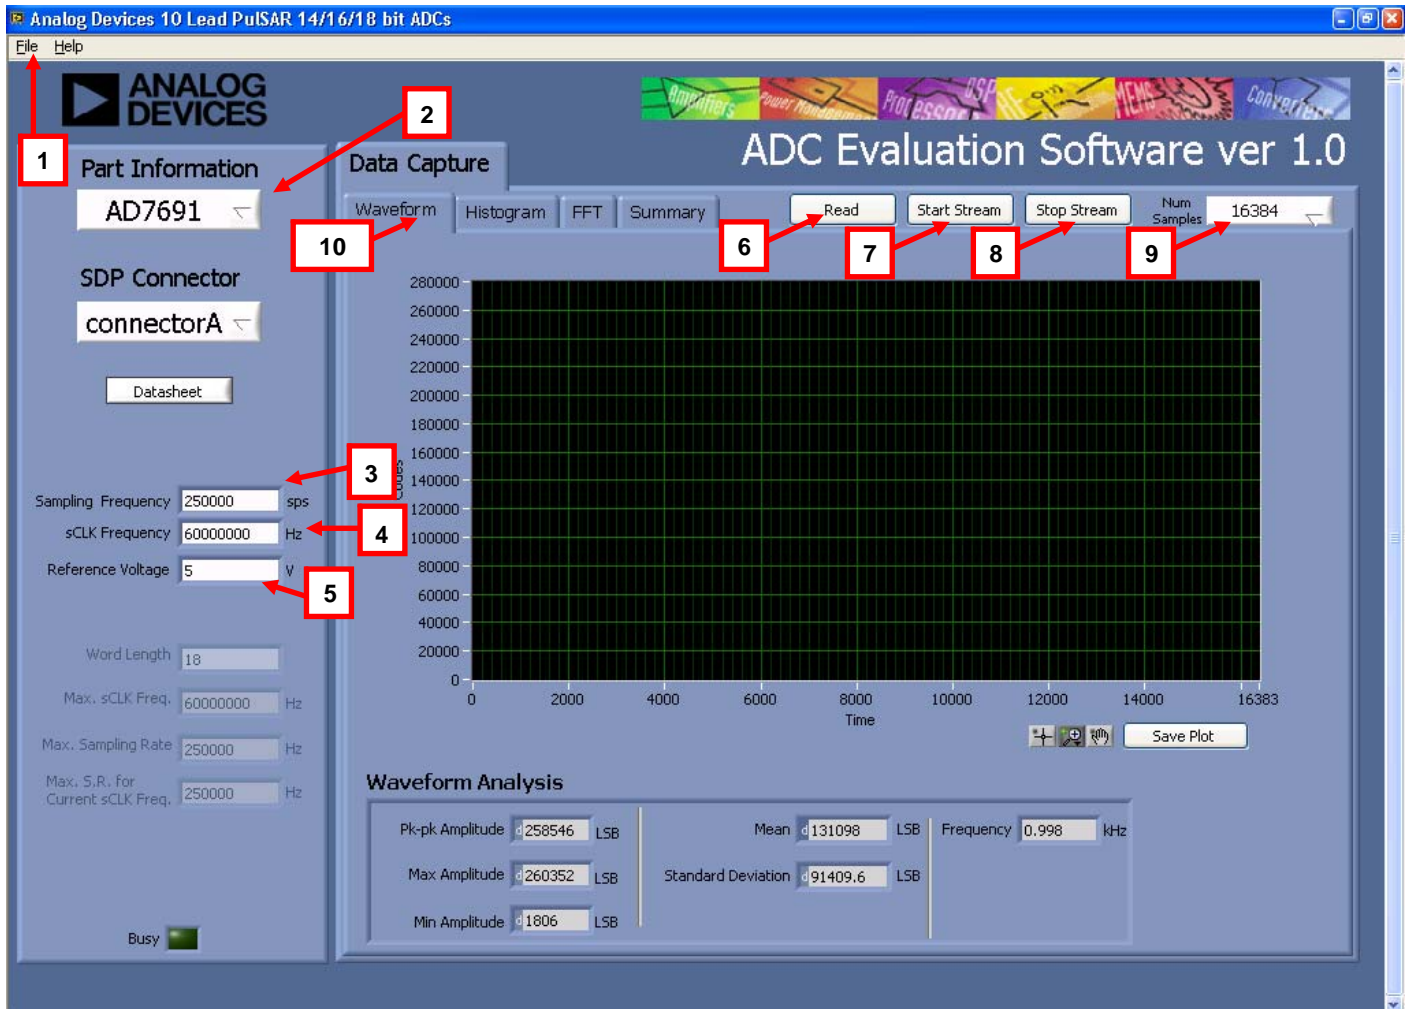 Analog Devices 10 Lead PulSAR 14/16/18 bit ADCs
File Help
ANALOG
DEVICES
Amplifiers Power Management Processors DSP RF MEMS Converters
ADC Evaluation Software ver 1.0
1
2
Part Information
AD7691
SDP Connector
connectorA
Datasheet
3
Sampling Frequency 250000 sps
4
sCLK Frequency 60000000 Hz
Reference Voltage 5 V
5
Word Length 18
Max. sCLK Freq. 60000000 Hz
Max. Sampling Rate 250000 Hz
Max. S.R. for
Current sCLK Freq. 250000 Hz
Busy
Data Capture
Waveform Histogram FFT Summary
Read Start Stream Stop Stream Num
Samples 16384
10 6 7 8 9
280000
260000
240000
220000
200000
180000
160000
140000
120000
100000
80000
60000
40000
20000
0
Codes
0 2000 4000 6000 8000 10000 12000 14000 16383
Time
Save Plot
Waveform Analysis
Pk-pk Amplitude d 258546 LSB
Max Amplitude d 260352 LSB
Min Amplitude d 1806 LSB
Mean d 131098 LSB
Standard Deviation d 91409.6 LSB
Frequency 0.998 kHz